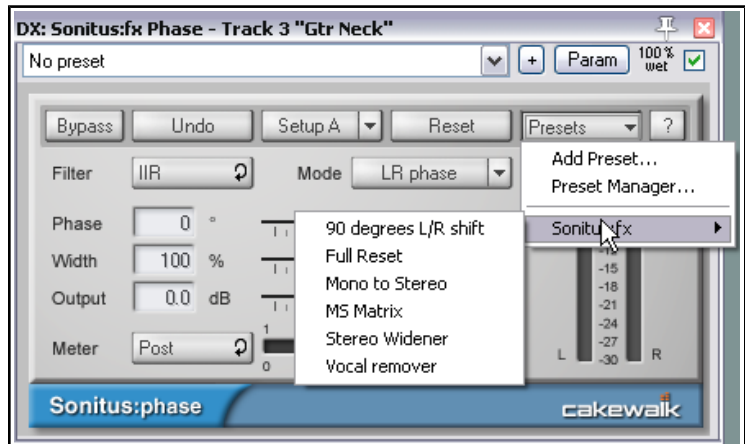 DX: Sonitus:fx Phase - Track 3 "Gtr Neck"
No preset + Param 100% wet
Bypass Undo Setup A Reset Presets ?
Add Preset...
Preset Manager...
Sonitus:fx
Filter IIR Mode LR phase
Phase 0 °
Width 100 %
Output 0.0 dB
Meter Post
1
0
90 degrees L/R shift
Full Reset
Mono to Stereo
MS Matrix
Stereo Widener
Vocal remover
-15
-18
-21
-24
-27
L -30 R
Sonitus:phase cakewalk